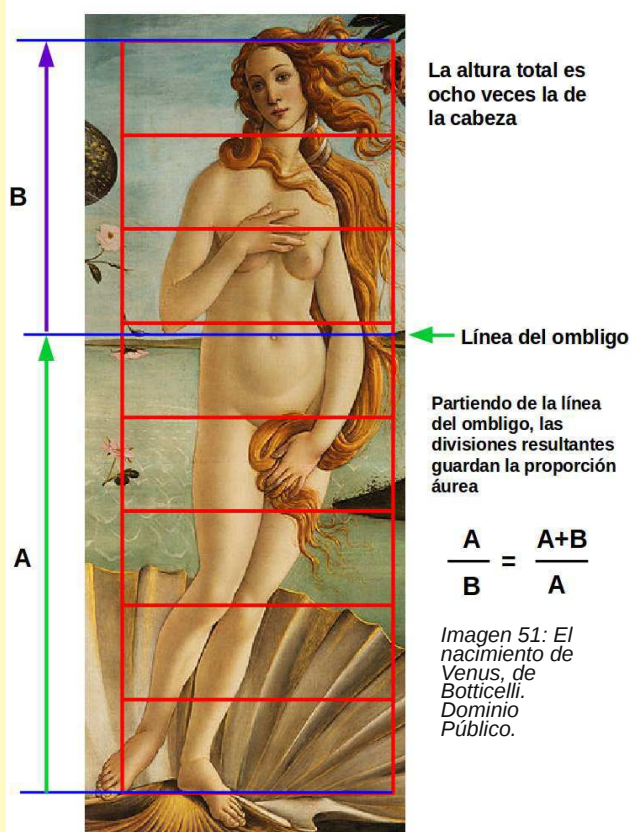 La altura total es
ocho veces la de
la cabeza
B
Línea del ombligo
Partiendo de la línea
del ombligo, las
divisiones resultantes
guardan la proporción
áurea
A
A = A+B
B A
Imagen 51: El
nacimiento de
Venus, de
Botticelli.
Dominio
Público.